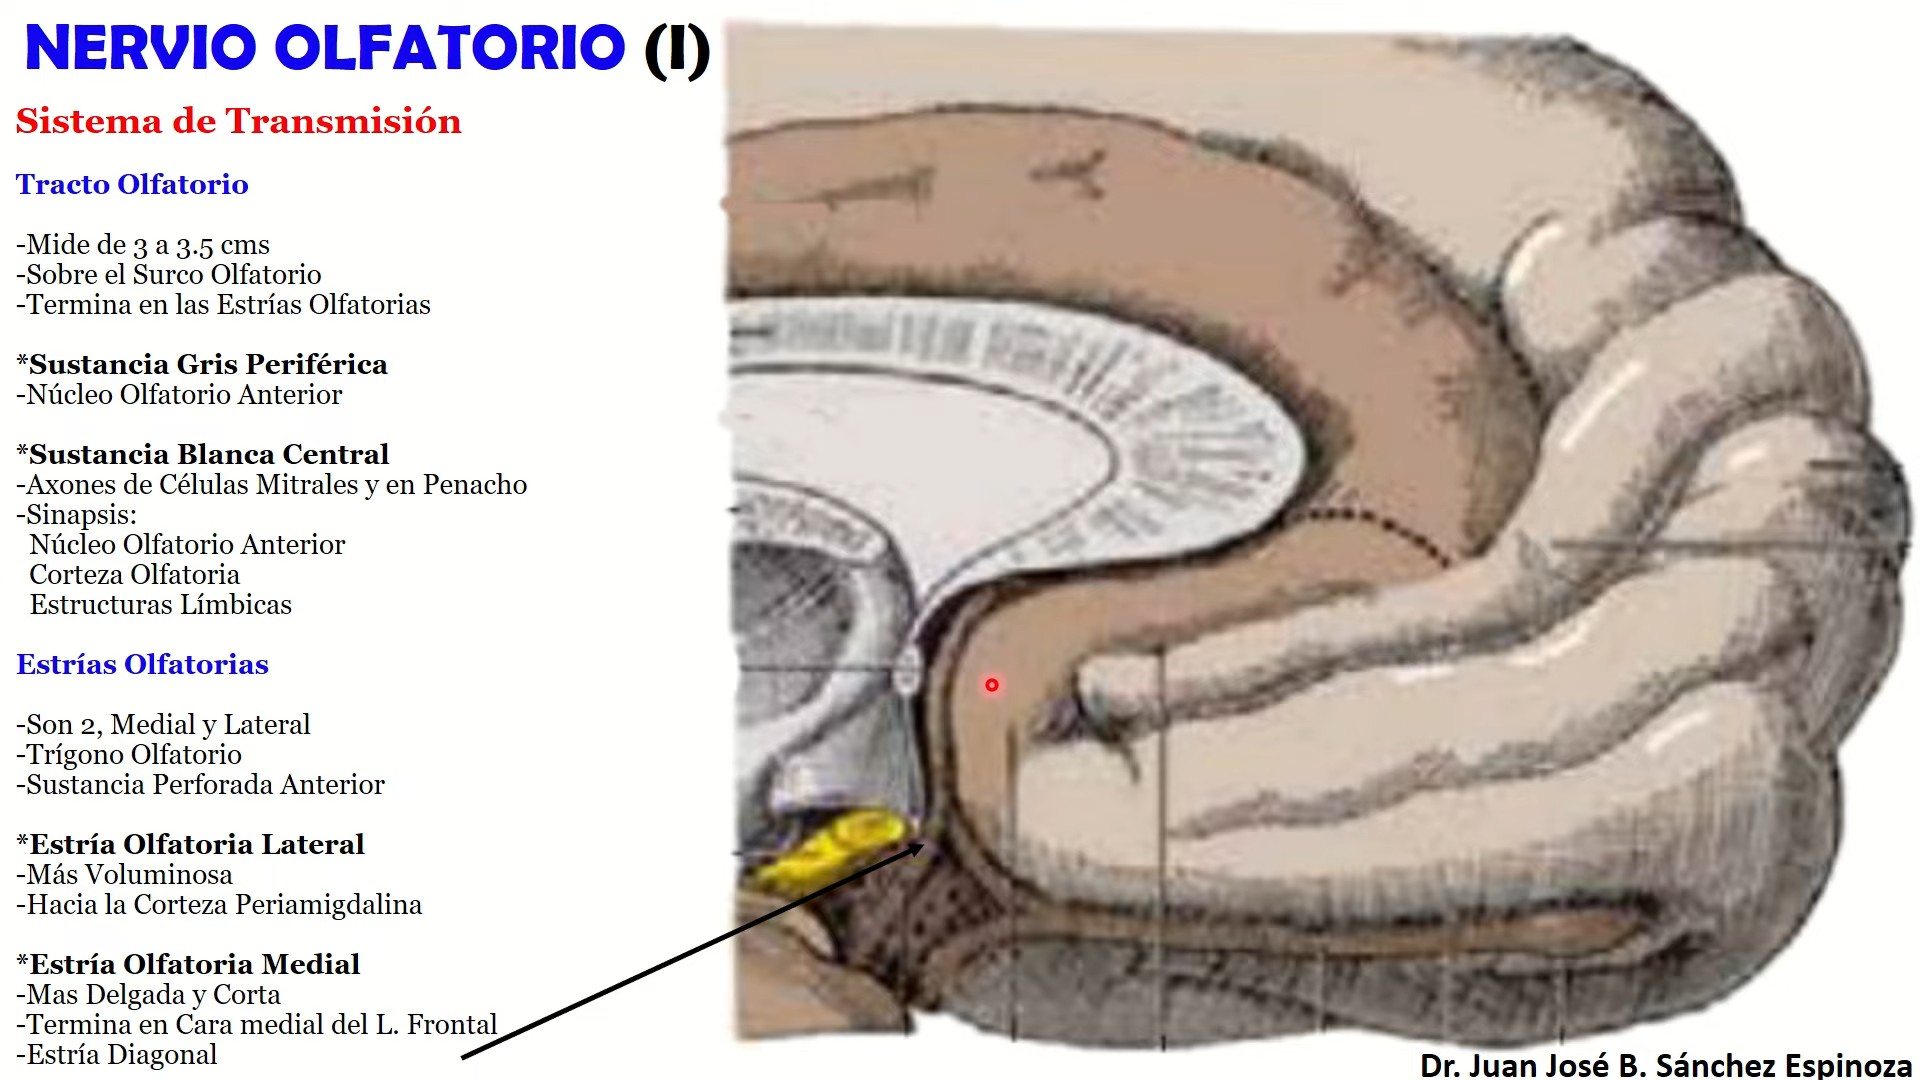 NERVIO OLFATORIO (I)
Sistema de Transmisión
Tracto Olfatorio
-Mide de 3 a 3.5 cms
-Sobre el Surco Olfatorio
-Termina en las Estrías Olfatorias
*Sustancia Gris Periférica
-Núcleo Olfatorio Anterior
*Sustancia Blanca Central
-Axones de Células Mitrales y en Penacho
-Sinapsis:
Núcleo Olfatorio Anterior
Corteza Olfatoria
Estructuras Límbicas
Estrías Olfatorias
-Son 2, Medial y Lateral
-Trígono Olfatorio
-Sustancia Perforada Anterior
*Estría Olfatoria Lateral
-Más Voluminosa
-Hacia la Corteza Periamigdalina
*Estría Olfatoria Medial
-Mas Delgada y Corta
-Termina en Cara medial del L. Frontal
-Estría Diagonal
Dr. Juan José B. Sánchez Espinoza